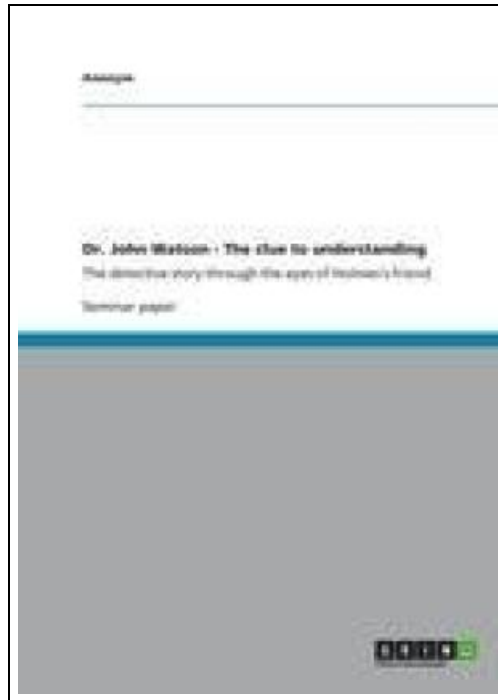 Anonym
Dr. John Watson - The clue to understanding
The detective story through the eyes of Holmes's friend
Seminar paper
GRIN